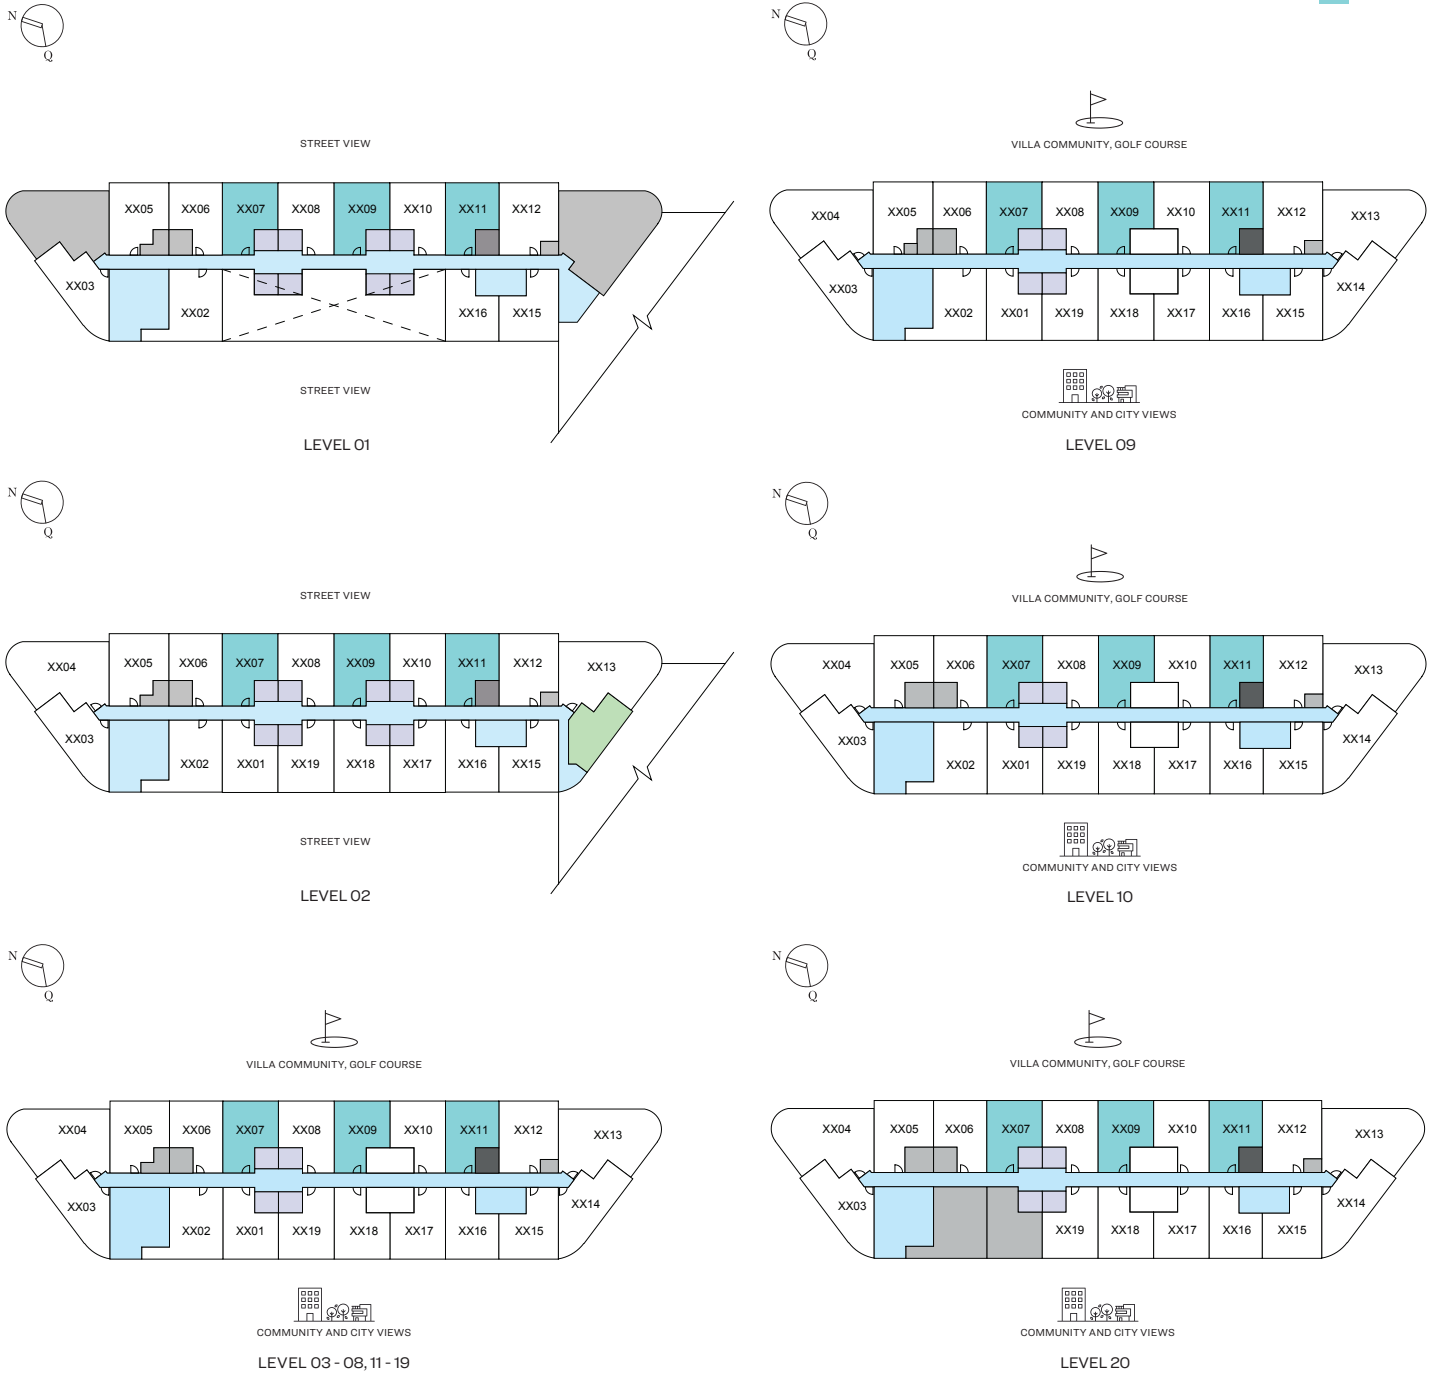 N
Q
STREET VIEW
XX05 XX06 XX07 XX08 XX09 XX10 XX11 XX12
XX03
XX02 XX16 XX15
STREET VIEW
LEVEL 01
N
Q
VILLA COMMUNITY, GOLF COURSE
XX04 XX05 XX06 XX07 XX08 XX09 XX10 XX11 XX12 XX13
XX03 XX14
XX02 XX01 XX19 XX18 XX17 XX16 XX15
COMMUNITY AND CITY VIEWS
LEVEL 09
N
Q
STREET VIEW
XX04 XX05 XX06 XX07 XX08 XX09 XX10 XX11 XX12 XX13
XX03
XX02 XX01 XX19 XX18 XX17 XX16 XX15
STREET VIEW
LEVEL 02
N
Q
VILLA COMMUNITY, GOLF COURSE
XX04 XX05 XX06 XX07 XX08 XX09 XX10 XX11 XX12 XX13
XX03 XX14
XX02 XX01 XX19 XX18 XX17 XX16 XX15
COMMUNITY AND CITY VIEWS
LEVEL 10
N
Q
VILLA COMMUNITY, GOLF COURSE
XX04 XX05 XX06 XX07 XX08 XX09 XX10 XX11 XX12 XX13
XX03 XX14
XX02 XX01 XX19 XX18 XX17 XX16 XX15
COMMUNITY AND CITY VIEWS
LEVEL 03 - 08, 11 - 19
N
Q
VILLA COMMUNITY, GOLF COURSE
XX04 XX05 XX06 XX07 XX08 XX09 XX10 XX11 XX12 XX13
XX03 XX14
XX19 XX18 XX17 XX16 XX15
COMMUNITY AND CITY VIEWS
LEVEL 20